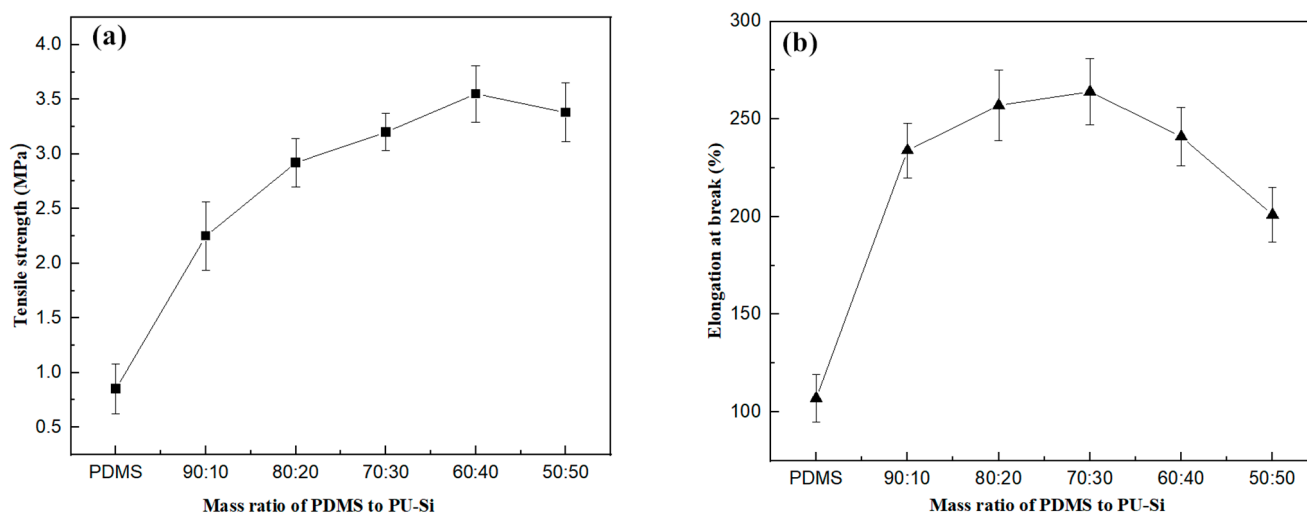 (a)
4.0
3.5
3.0
2.5
2.0
1.5
1.0
0.5
Tensile strength (MPa)
PDMS 90:10 80:20 70:30 60:40 50:50
Mass ratio of PDMS to PU-Si
(b)
300
250
200
150
100
Elongation at break (%)
PDMS 90:10 80:20 70:30 60:40 50:50
Mass ratio of PDMS to PU-Si